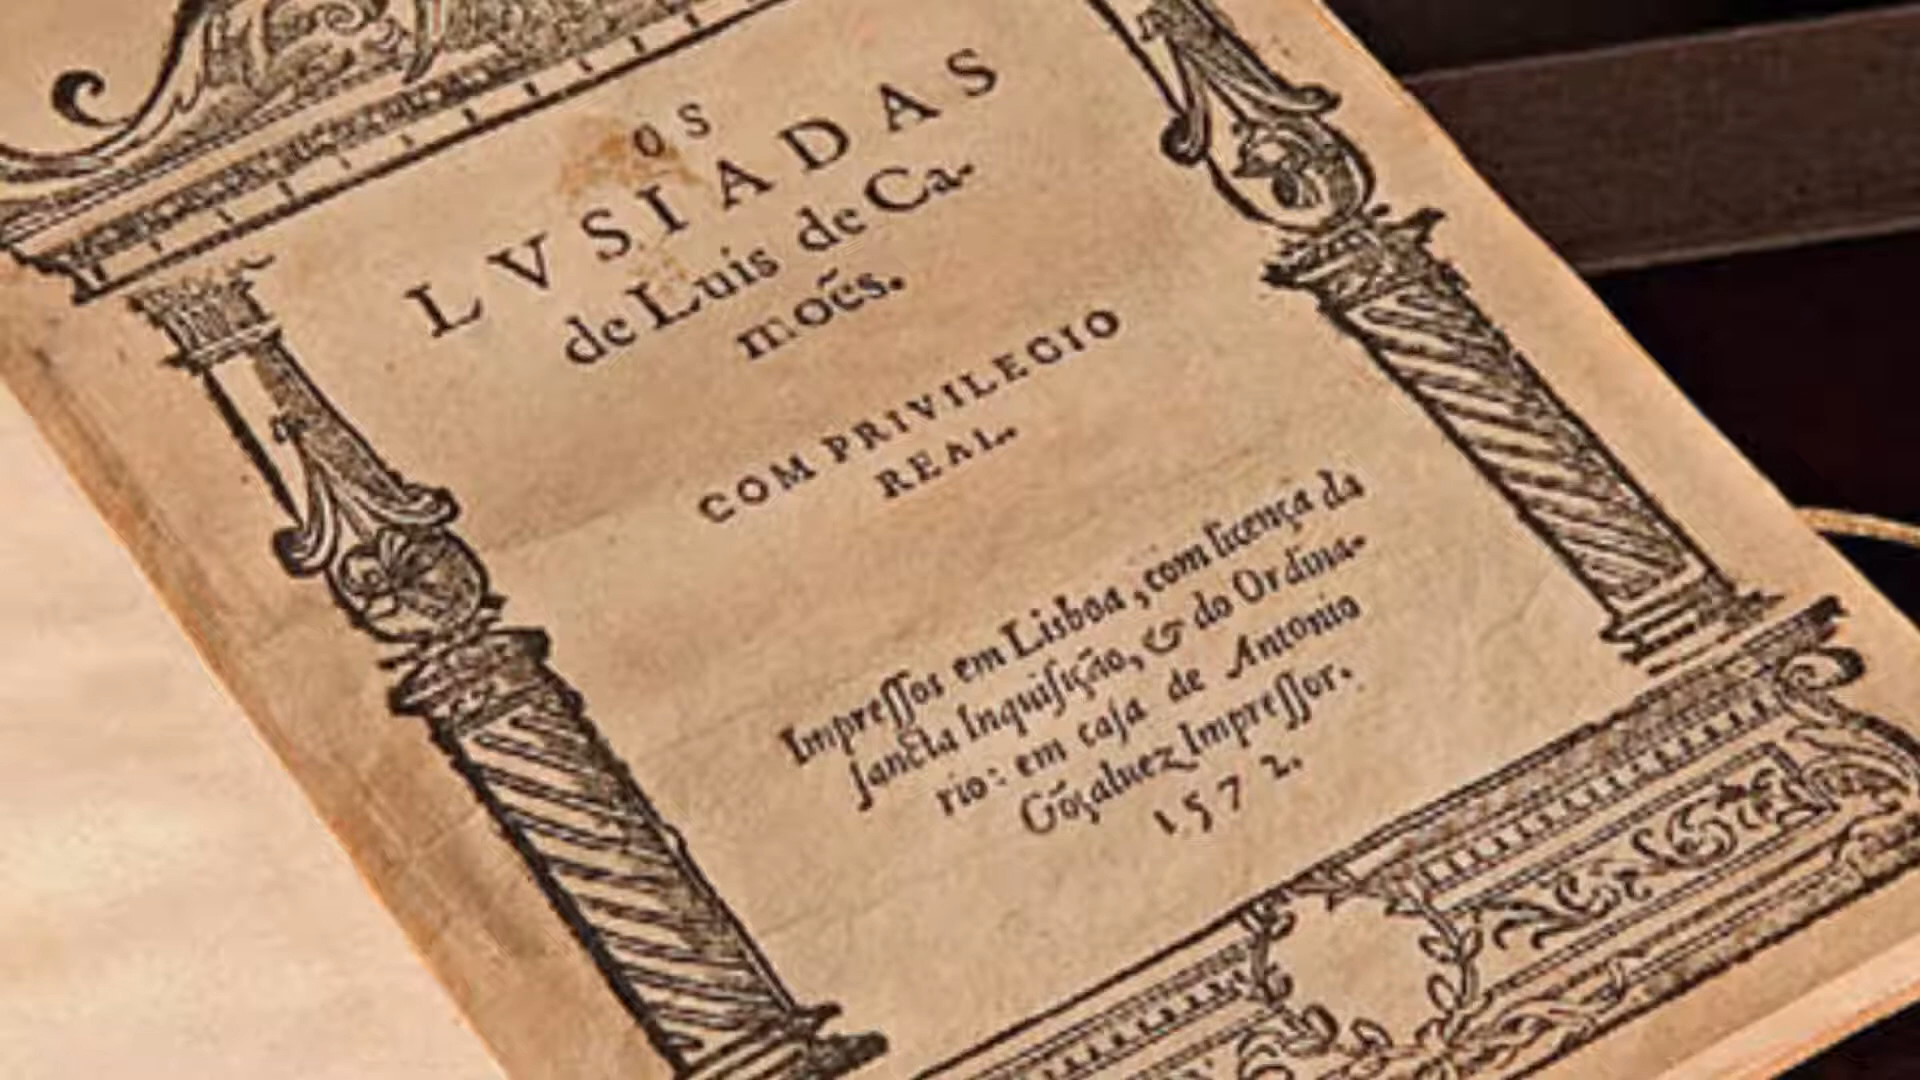 OS
LVSIADAS
de Luis de Ca-
moẽs.
COM PRIVILEGIO
REAL.
Impreſſos em Lisboa, com licença da
ſancta Inquiſição, & do Ordina-
rio: em caſa de Antonio
Gõçaluez Impreſſor.
1572.